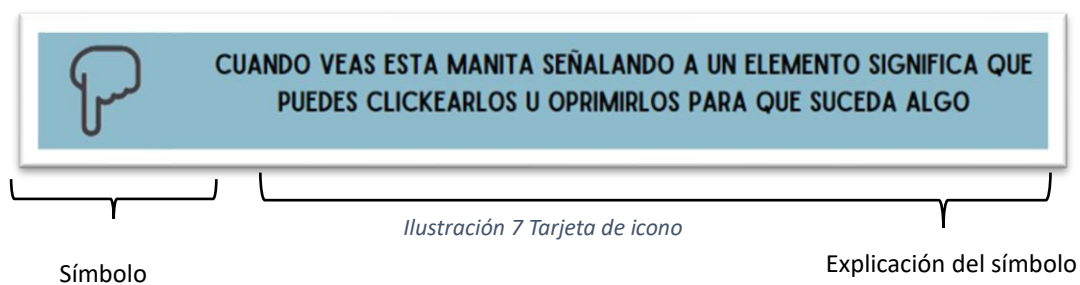 CUANDO VEAS ESTA MANITA SEÑALANDO A UN ELEMENTO SIGNIFICA QUE
PUEDES CLICKEARLOS U OPRIMIRLOS PARA QUE SUCEDA ALGO
Ilustración 7 Tarjeta de icono
Símbolo
Explicación del símbolo